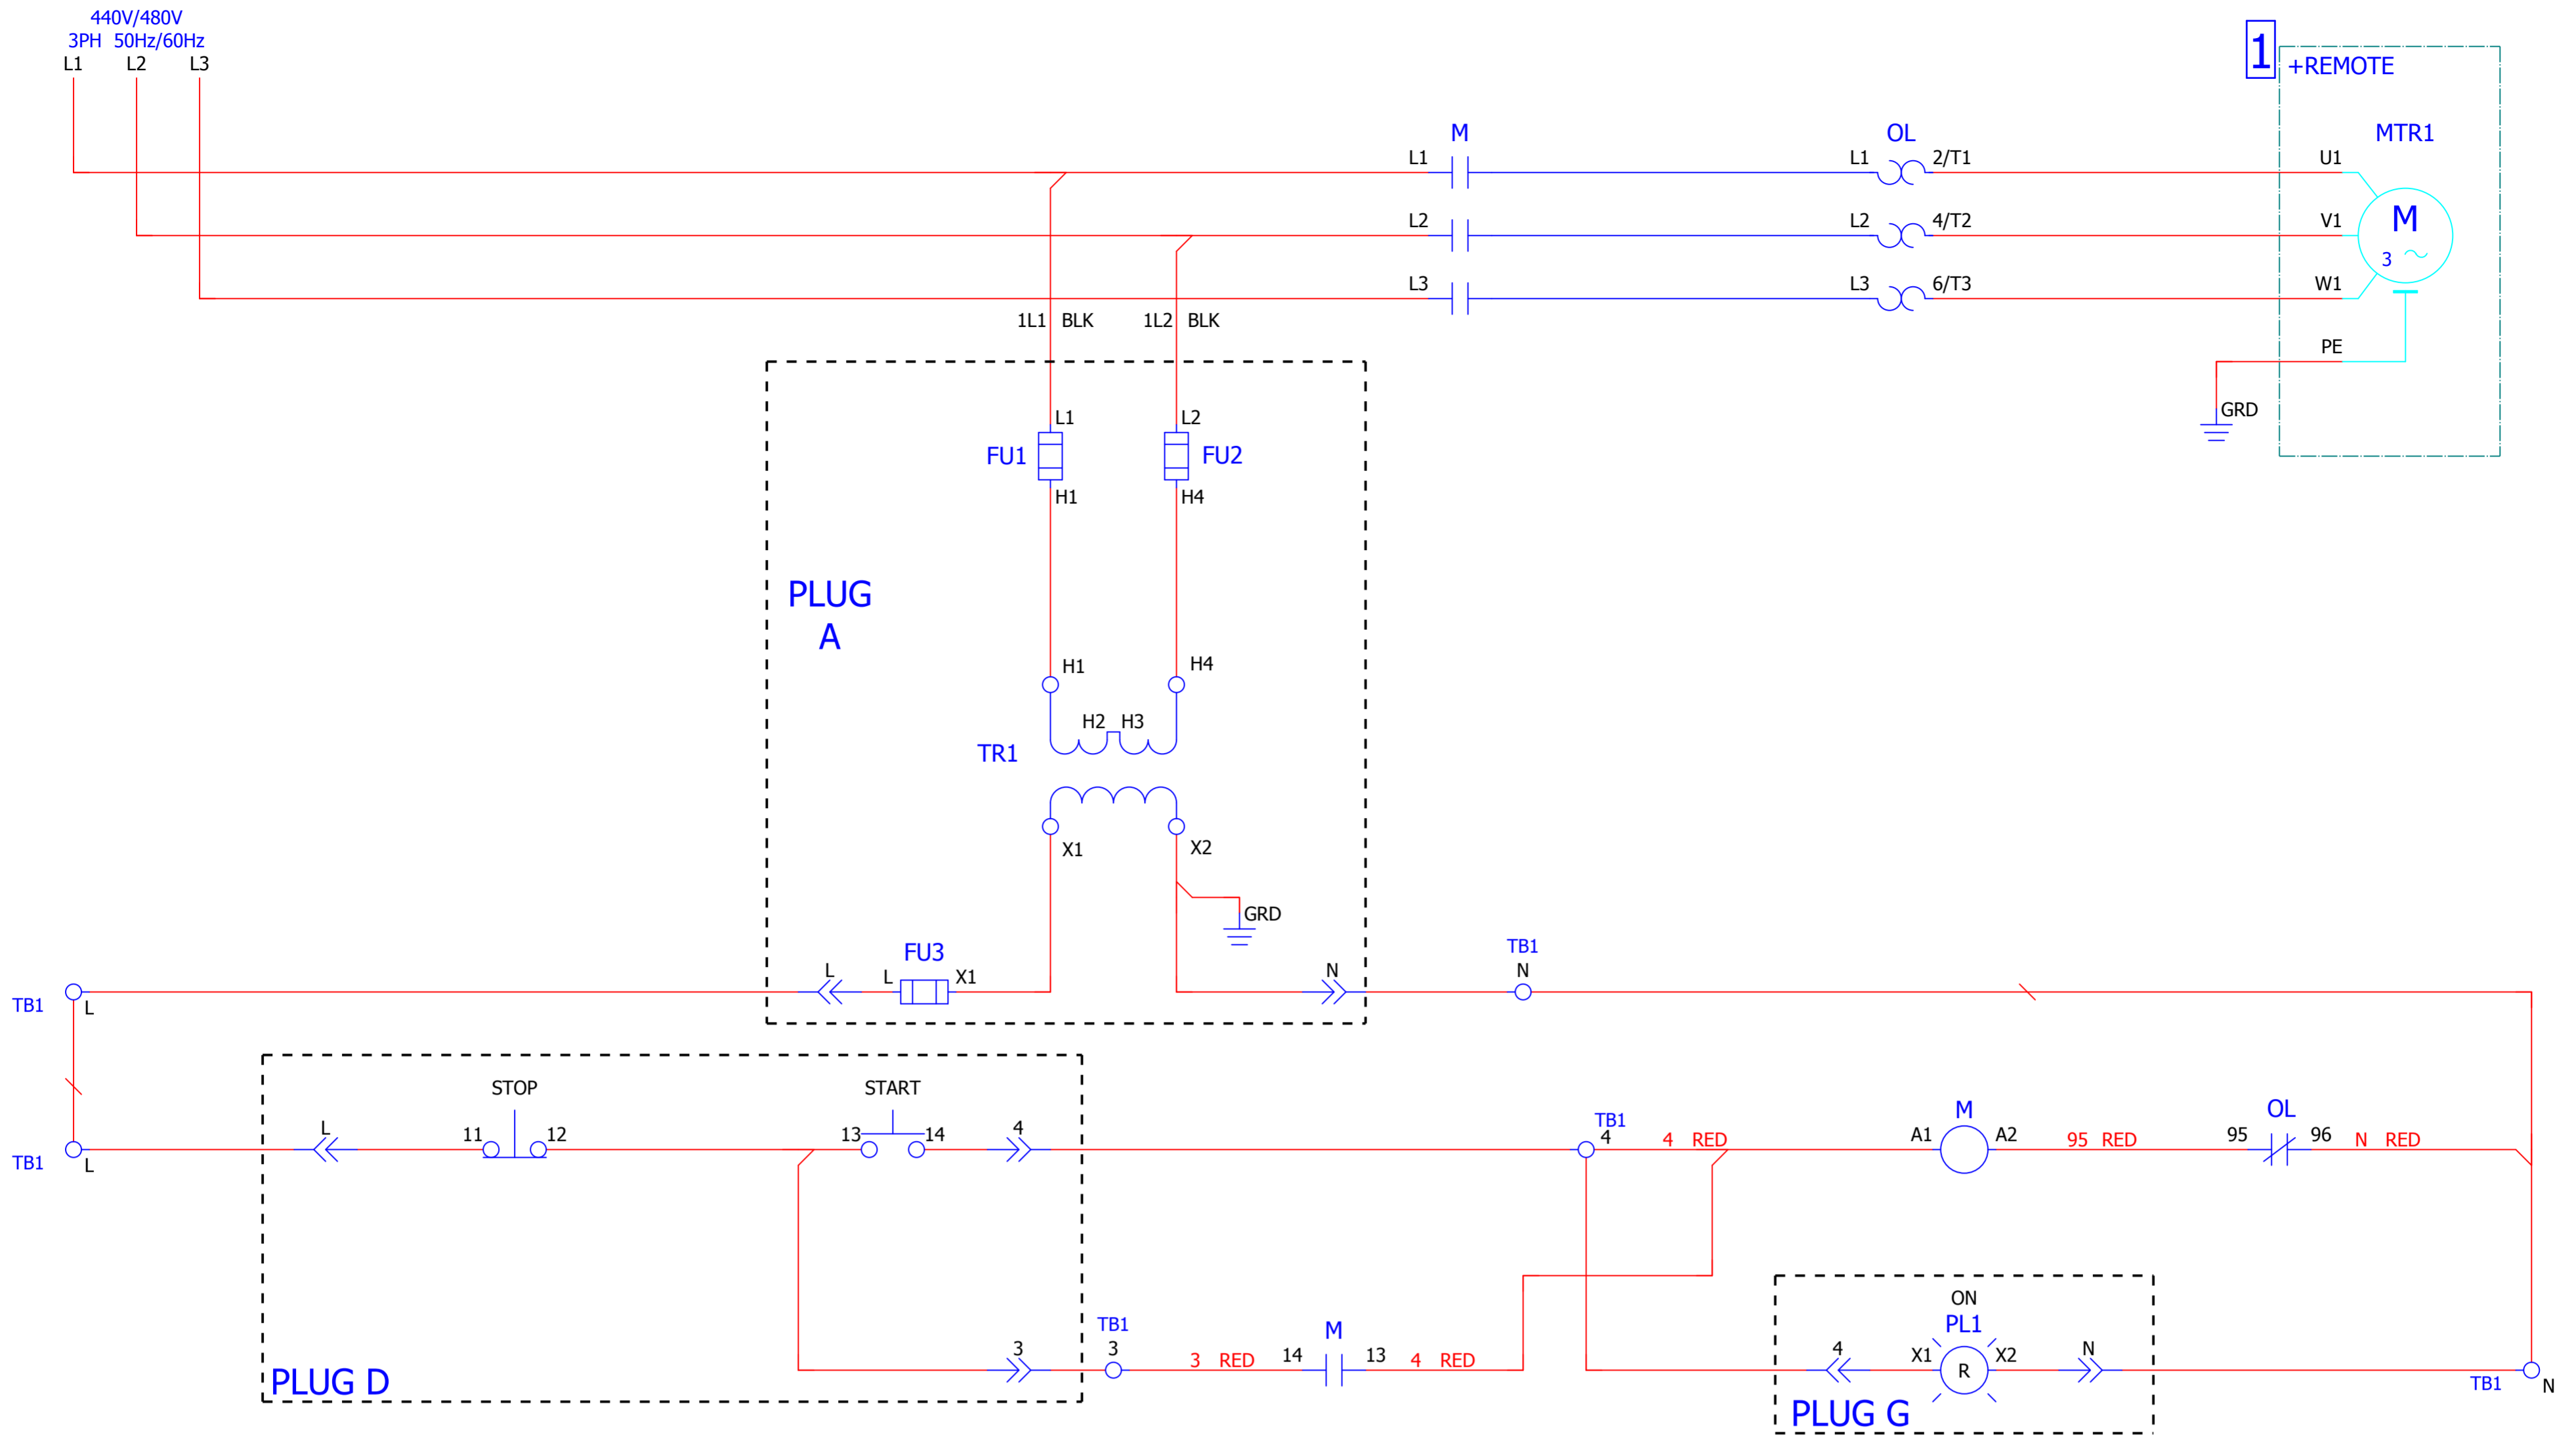 440V/480V
3PH 50Hz/60Hz
L1 L2 L3
1
+REMOTE
M OL MTR1
L1 L1 2/T1 U1
L2 L2 4/T2 V1
M
3
L3 L3 6/T3 W1
1L1 BLK 1L2 BLK
PE
GRD
L1 L2
FU1 FU2
H1 H4
PLUG
A
H1 H4
H2 H3
TR1
X1 X2
GRD
FU3
TB1
L L X1 N N
TB1 L
STOP START
L 11 12 13 14 4
TB1 L
TB1
4 4 RED
M
A1 A2
95 RED
OL
95 96
N RED
3
TB1
3
3 RED
M
14 13
4 RED
PLUG D
ON
PL1
4 X1 R X2 N
PLUG G
TB1 N